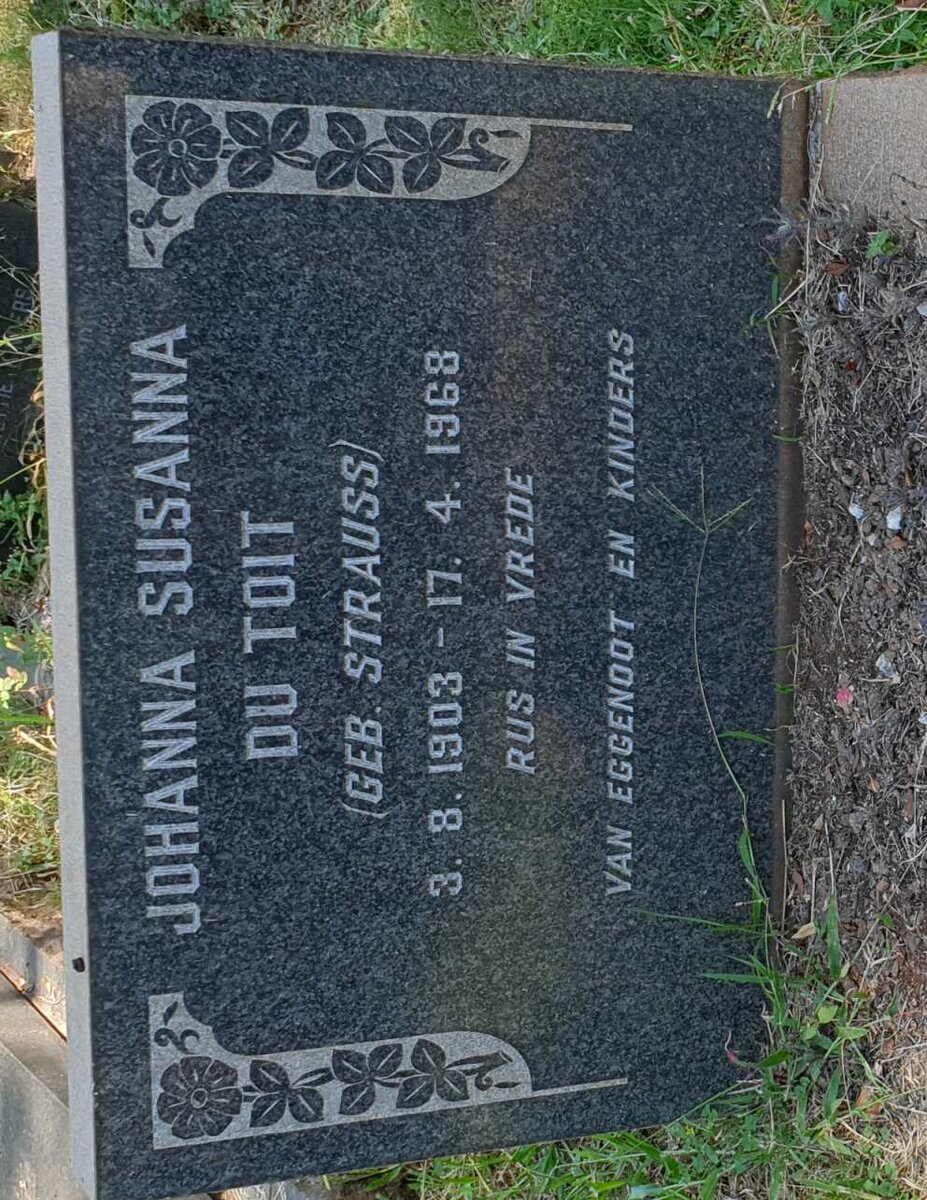 JOHANNA SUSANNA
DU TOIT
(GEB. STRAUSS)
3. 8. 1903 – 17. 4. 1968
RUS IN VREDE
VAN EGGENOOT EN KINDERS